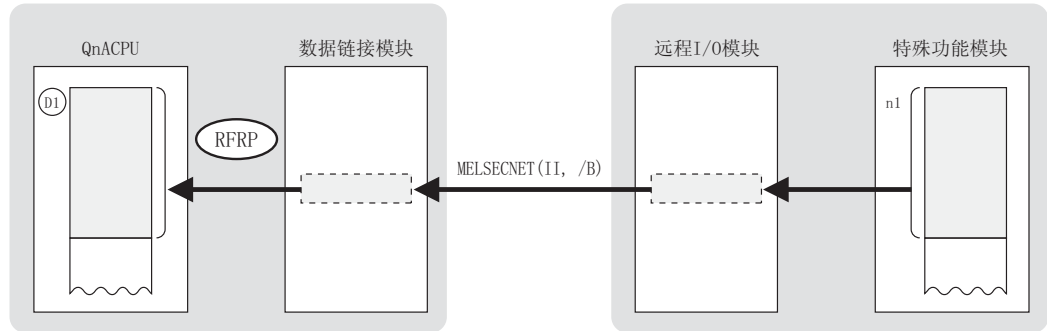 QnACPU
数据链接模块
远程I/O模块
特殊功能模块
D1
n1
RFRP
MELSECNET(II, /B)